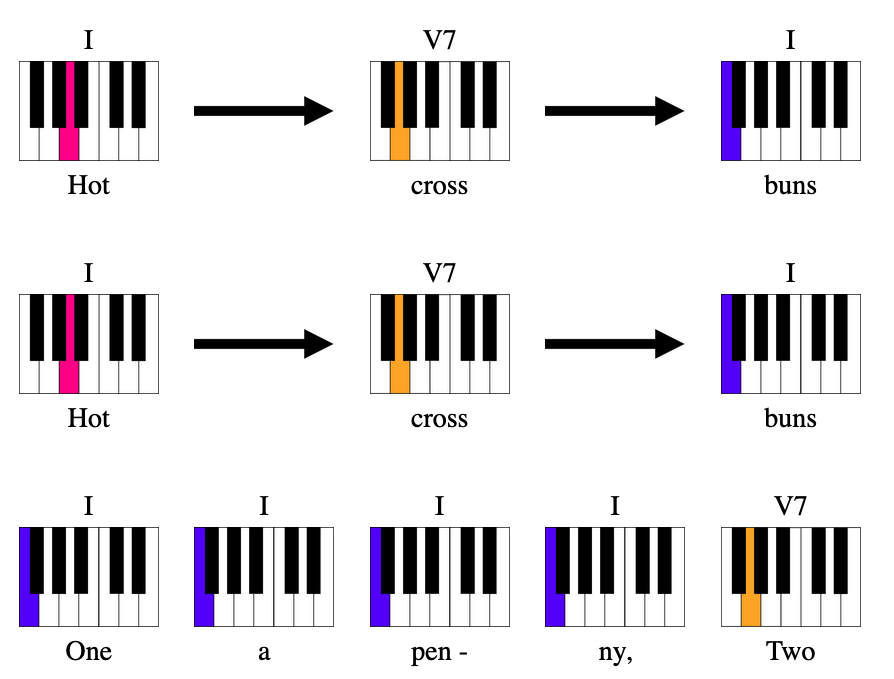 I V7 I
Hot cross buns
I V7 I
Hot cross buns
I I I I V7
One a pen - ny, Two